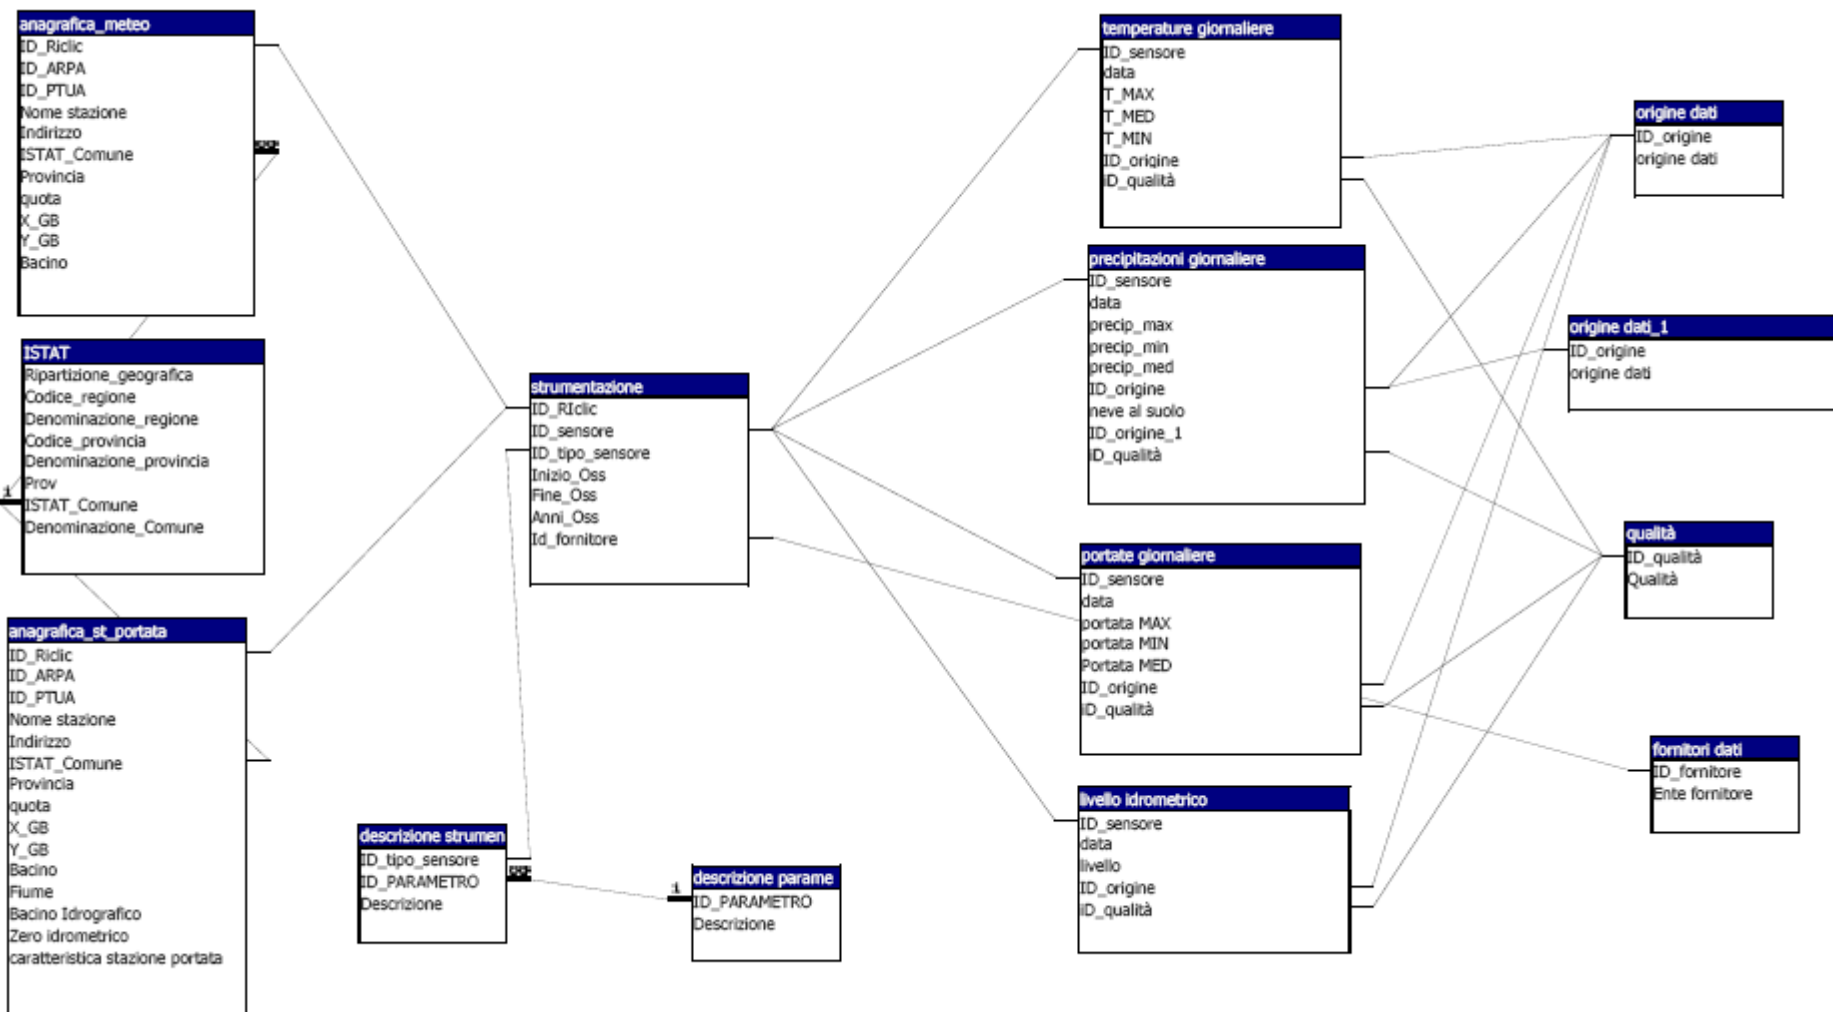 anagrafica_meteo
ID_Riclic
ID_ARPA
ID_PTUA
Nome stazione
Indirizzo
ISTAT_Comune
Provincia
quota
X_GB
Y_GB
Bacino
ISTAT
Ripartizione_geografica
Codice_regione
Denominazione_regione
Codice_provincia
Denominazione_provincia
Prov
1
ISTAT_Comune
Denominazione_Comune
anagrafica_st_portata
ID_Riclic
ID_ARPA
ID_PTUA
Nome stazione
Indirizzo
ISTAT_Comune
Provincia
quota
X_GB
Y_GB
Bacino
Fiume
Bacino Idrografico
Zero idrometrico
caratteristica stazione portata
strumentazione
ID_RIclic
ID_sensore
ID_tipo_sensore
Inizio_Oss
Fine_Oss
Anni_Oss
Id_fornitore
descrizione strumen
ID_tipo_sensore
ID_PARAMETRO
Descrizione
∞
∞
1
descrizione parame
ID_PARAMETRO
Descrizione
temperature giornaliere
ID_sensore
data
T_MAX
T_MED
T_MIN
ID_origine
iD_qualità
precipitazioni giornaliere
ID_sensore
data
precip_max
precip_min
precip_med
ID_origine
neve al suolo
ID_origine_1
iD_qualità
portate giornaliere
ID_sensore
data
portata MAX
portata MIN
Portata MED
ID_origine
iD_qualità
livello idrometrico
ID_sensore
data
livello
ID_origine
iD_qualità
origine dati
ID_origine
origine dati
origine dati_1
ID_origine
origine dati
qualità
ID_qualità
Qualità
fornitori dati
ID_fornitore
Ente fornitore